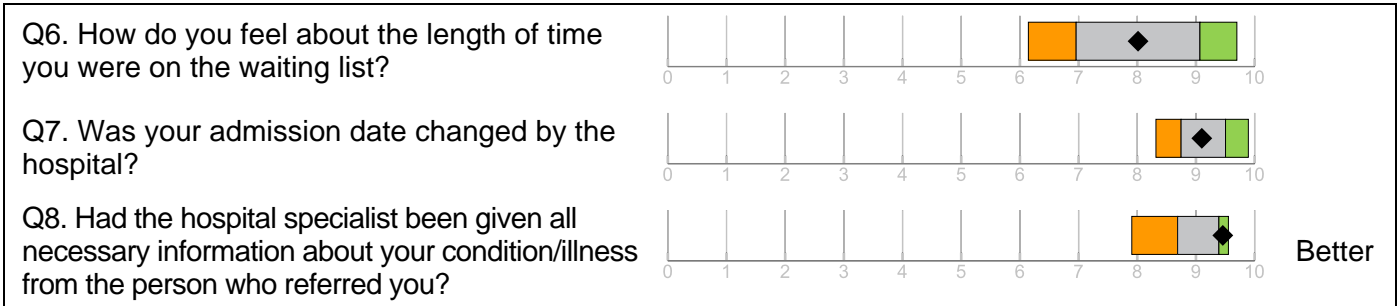 Q6. How do you feel about the length of time
you were on the waiting list?
0 1 2 3 4 5 6 7 8 9 10
Q7. Was your admission date changed by the
hospital?
0 1 2 3 4 5 6 7 8 9 10
Q8. Had the hospital specialist been given all
necessary information about your condition/illness
from the person who referred you?
0 1 2 3 4 5 6 7 8 9 10
Better